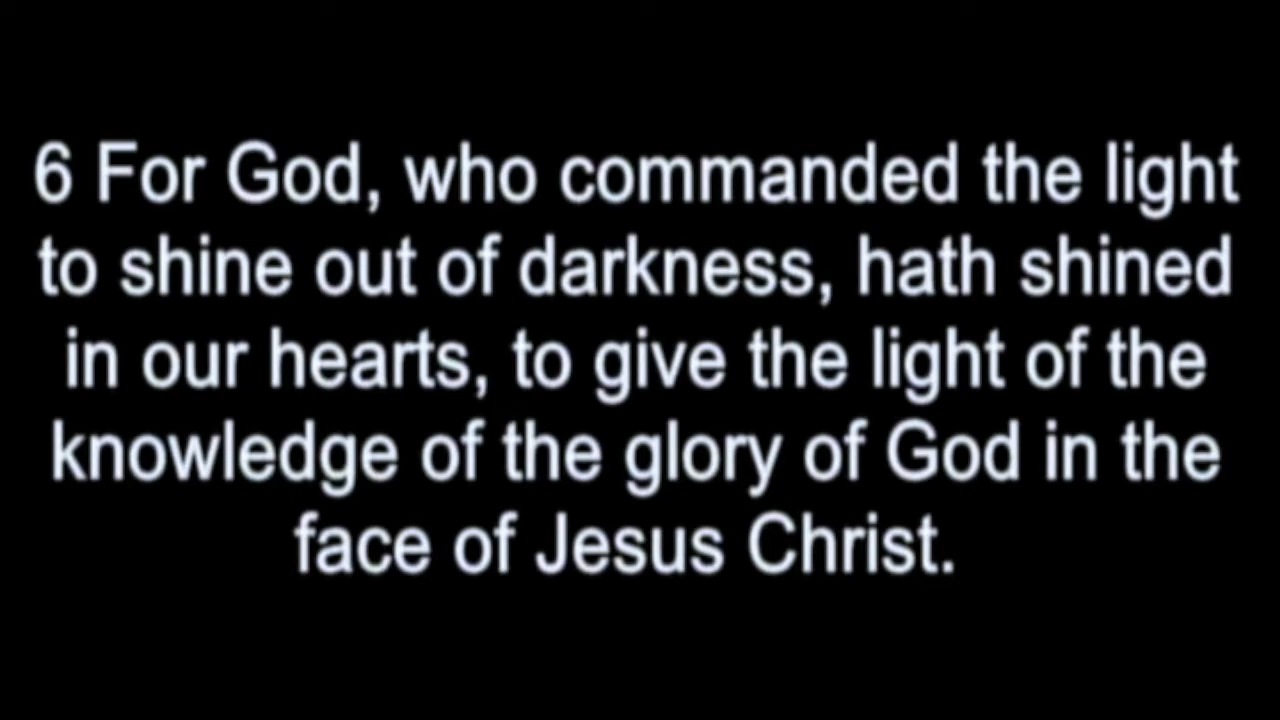 6 For God, who commanded the light
to shine out of darkness, hath shined
in our hearts, to give the light of the
knowledge of the glory of God in the
face of Jesus Christ.